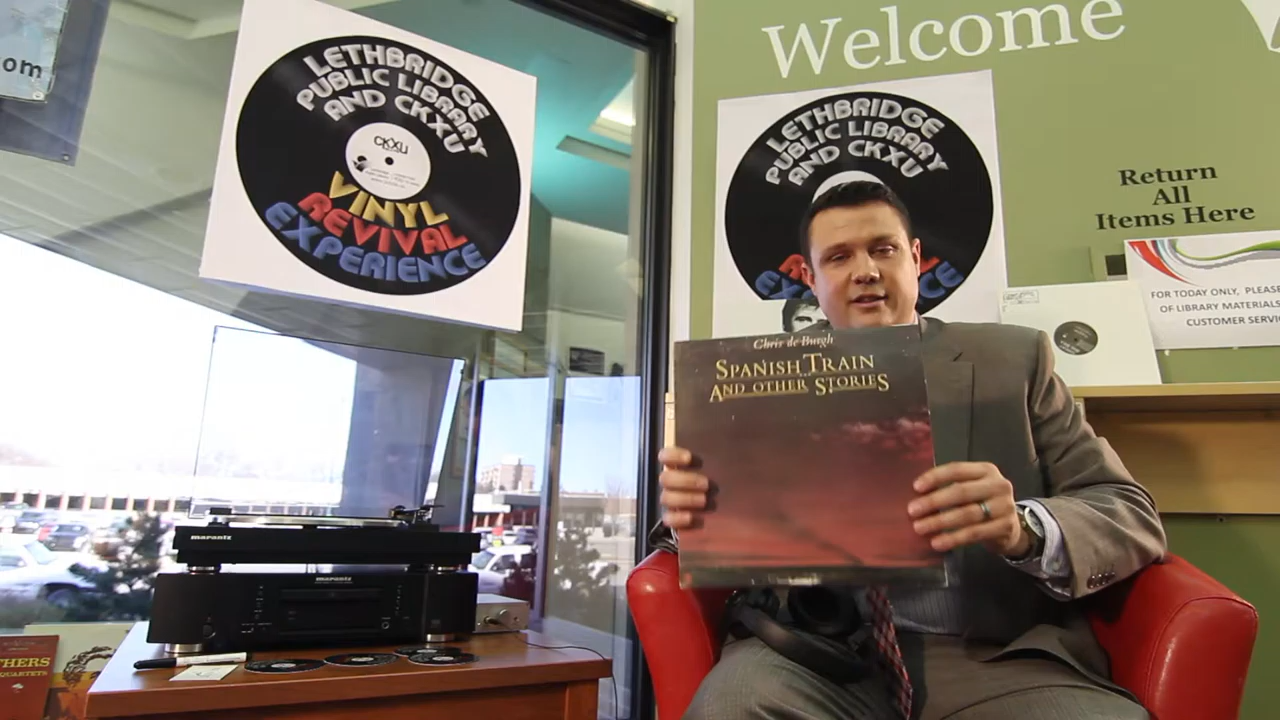 om
LETHBRIDGE
PUBLIC LIBRARY
AND CKXU
CKXU
VINYL
REVIVAL
EXPERIENCE
Welcome
LETHBRIDGE
PUBLIC LIBRARY
AND CKXU
Return
All
Items Here
FOR TODAY ONLY, PLEASE
OF LIBRARY MATERIALS
CUSTOMER SERVI
Chris de Burgh
SPANISH TRAIN
AND OTHER STORIES
marantz
marantz
THERS
QUARTETS